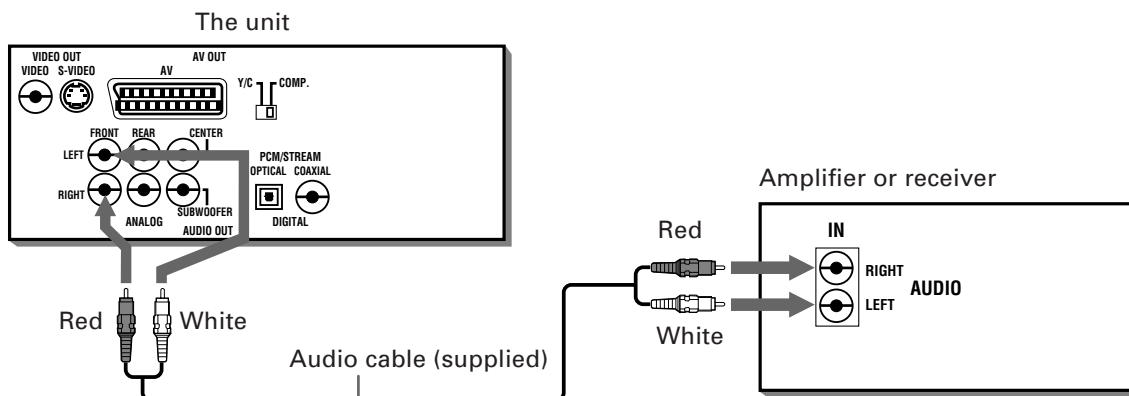 The unit
VIDEO OUT
AV OUT
VIDEO S-VIDEO
AV
Y/C
COMP.
FRONT REAR CENTER
LEFT
PCM/STREAM
OPTICAL COAXIAL
RIGHT
SUBWOOFER
ANALOG
DIGITAL
AUDIO OUT
Red
White
Audio cable (supplied)
Amplifier or receiver
Red
IN
RIGHT
AUDIO
LEFT
White